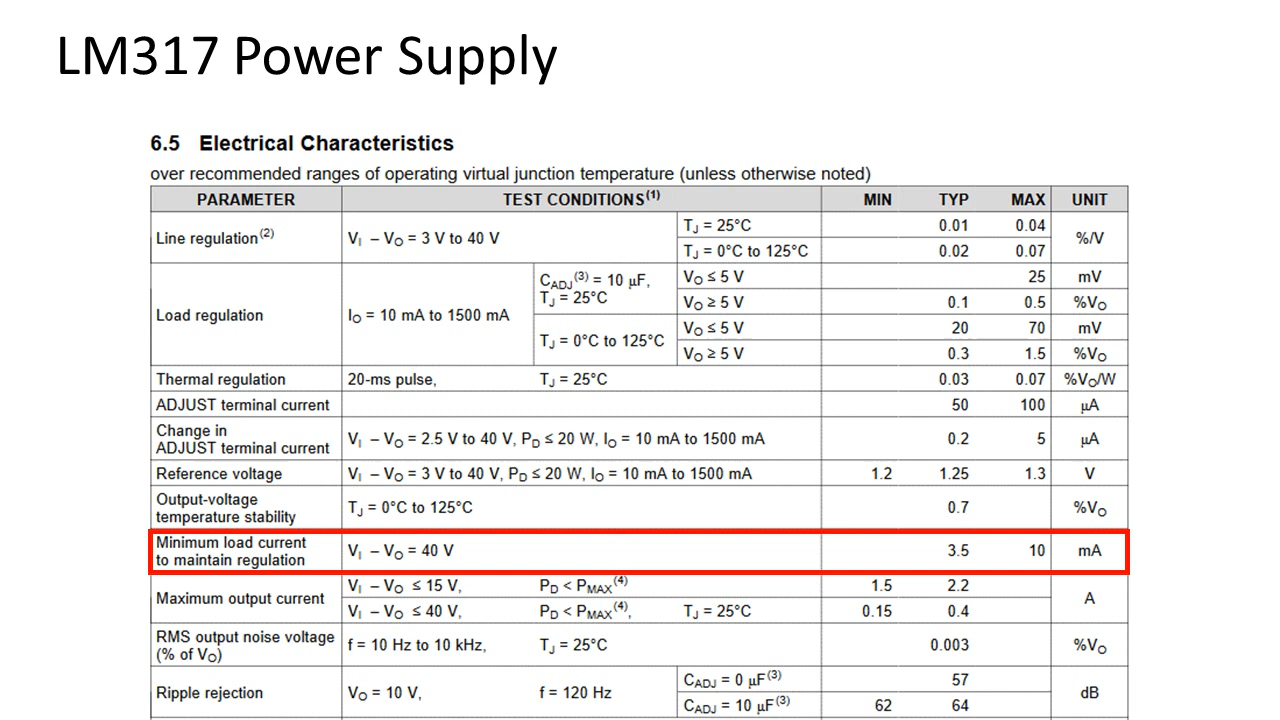 LM317 Power Supply
6.5 Electrical Characteristics
over recommended ranges of operating virtual junction temperature (unless otherwise noted)
PARAMETER TEST CONDITIONS(1) MIN TYP MAX UNIT
Line regulation(2) VI – VO = 3 V to 40 V TJ = 25°C 0.01 0.04 %/V
TJ = 0°C to 125°C 0.02 0.07
Load regulation IO = 10 mA to 1500 mA CADJ(3) = 10 μF, TJ = 25°C VO ≤ 5 V 25 mV
VO ≥ 5 V 0.1 0.5 %VO
TJ = 0°C to 125°C VO ≤ 5 V 20 70 mV
VO ≥ 5 V 0.3 1.5 %VO
Thermal regulation 20-ms pulse, TJ = 25°C 0.03 0.07 %VO/W
ADJUST terminal current 50 100 μA
Change in
ADJUST terminal current VI – VO = 2.5 V to 40 V, PD ≤ 20 W, IO = 10 mA to 1500 mA 0.2 5 μA
Reference voltage VI – VO = 3 V to 40 V, PD ≤ 20 W, IO = 10 mA to 1500 mA 1.2 1.25 1.3 V
Output-voltage
temperature stability TJ = 0°C to 125°C 0.7 %VO
Minimum load current
to maintain regulation VI – VO = 40 V 3.5 10 mA
Maximum output current VI – VO ≤ 15 V, PD < PMAX(4) 1.5 2.2 A
VI – VO ≤ 40 V, PD < PMAX(4), TJ = 25°C 0.15 0.4
RMS output noise voltage
(% of VO) f = 10 Hz to 10 kHz, TJ = 25°C 0.003 %VO
Ripple rejection VO = 10 V, f = 120 Hz CADJ = 0 μF(3) 57 dB
CADJ = 10 μF(3) 62 64